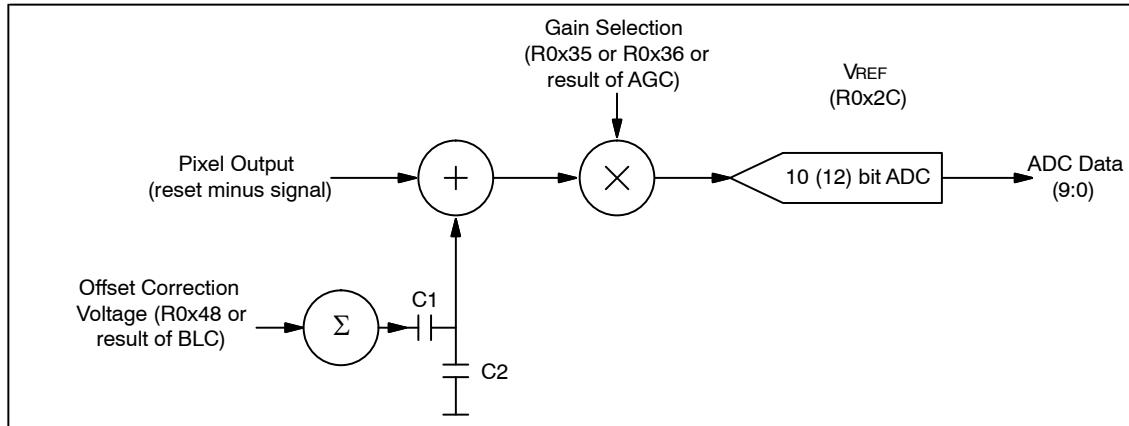 Gain Selection
(R0x35 or R0x36 or
result of AGC)
VREF
(R0x2C)
Pixel Output
(reset minus signal)
+
×
10 (12) bit ADC
ADC Data
(9:0)
Offset Correction
Voltage (R0x48 or
result of BLC)
Σ
C1
C2